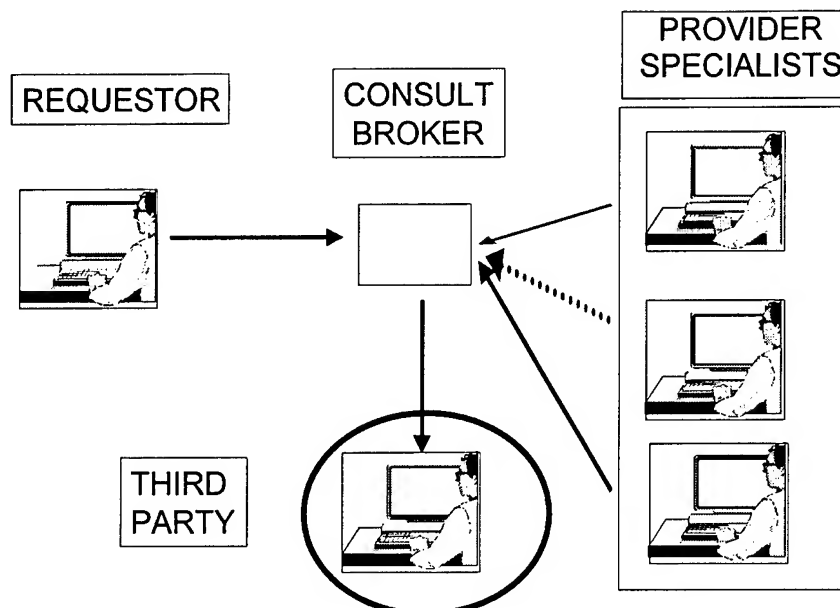 REQUESTOR
CONSULT
BROKER
PROVIDER
SPECIALISTS
THIRD
PARTY